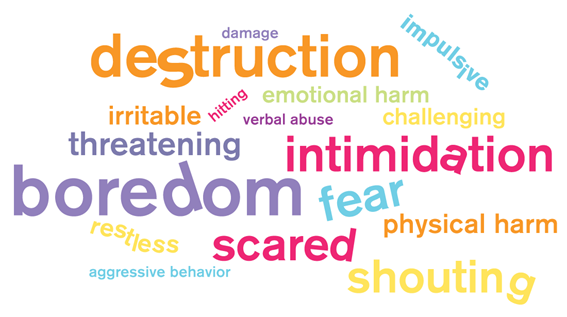 damage
impulsive
destruction
hitting
emotional harm
irritable
verbal abuse
challenging
threatening
intimidation
boredom
fear
restless
scared
physical harm
aggressive behavior
shouting